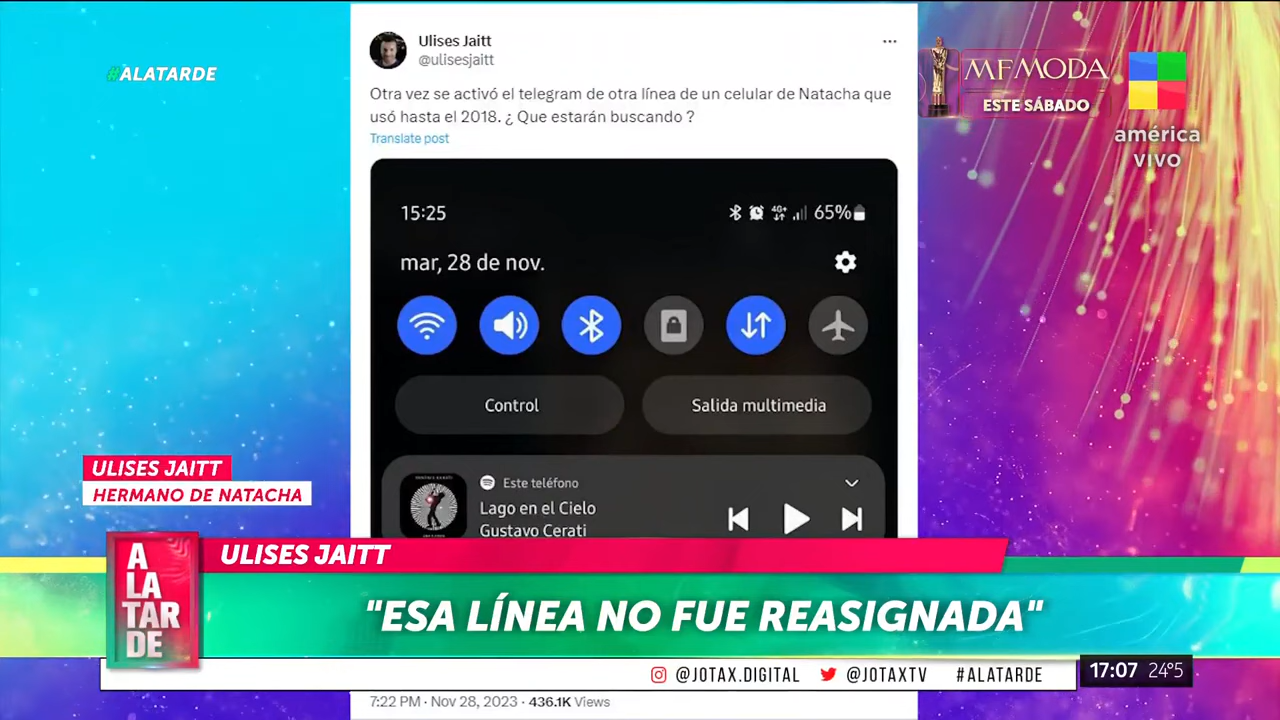 #ALATARDE
Ulises Jaitt
@ulisesjaitt
Otra vez se activó el telegram de otra línea de un celular de Natacha que
usó hasta el 2018. ¿ Que estarán buscando ?
Translate post
MFMODA
ESTE SÁBADO
américa
VIVO
15:25
4G+
65%
mar, 28 de nov.
Control
Salida multimedia
Este teléfono
Lago en el Cielo
Gustavo Cerati
ULISES JAITT
HERMANO DE NATACHA
A
LA
TAR
DE
ULISES JAITT
"ESA LÍNEA NO FUE REASIGNADA"
@JOTAX.DIGITAL @JOTAXTV #ALATARDE
17:07 24°5
7:22 PM · Nov 28, 2023 · 436.1K Views